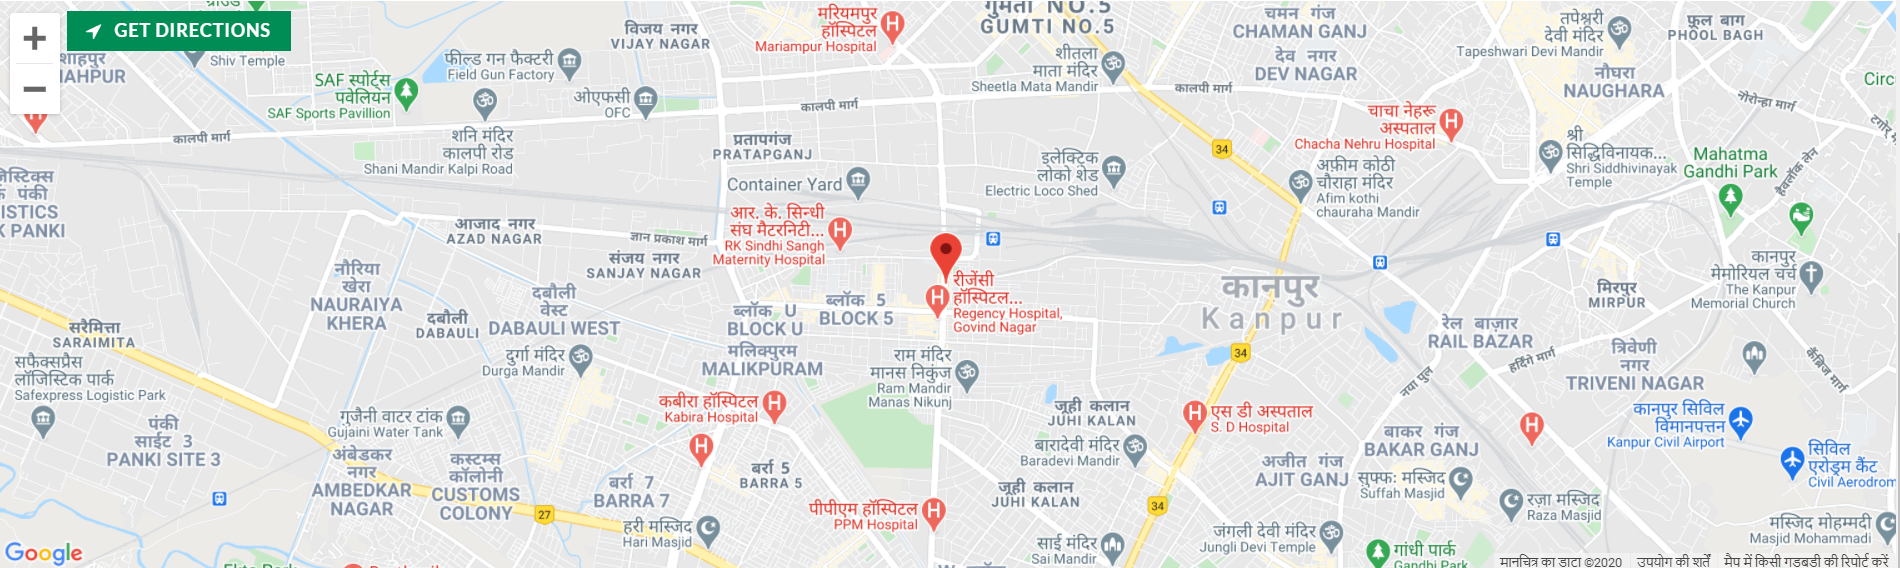 GET DIRECTIONS
शाहपुर
Shiv Temple
SAF स्पोर्ट्स
पवेलियन
SAF Sports Pavillion
फील्ड गन फैक्टरी
Field Gun Factory
विजय नगर
VIJAY NAGAR
ओएफसी
OFC
मरियमपुर
हॉस्पिटल
Mariampur Hospital
गुमती NO.5
GUMTI NO.5
शीतला
माता मंदिर
Sheetla Mata Mandir
चमन गंज
CHAMAN GANJ
देव नगर
DEV NAGAR
तपेश्वरी
देवी मंदिर
Tapeshwari Devi Mandir
फूल बाग
PHOOL BAGH
नौघरा
NAUGHARA
कालपी मार्ग
कालपी मार्ग
कालपी मार्ग
शनि मंदिर
कालपी रोड
Shani Mandir Kalpi Road
प्रतापगंज
PRATAPGANJ
Container Yard
इलेक्टिक
लोको शेड
Electric Loco Shed
34
चाचा नेहरू
अस्पताल
Chacha Nehru Hospital
अफ़ीम कोठी
चौराहा मंदिर
Afim kothi
chauraha Mandir
श्री
सिद्धिविनायक...
Shri Siddhivinayak
Temple
Mahatma
Gandhi Park
हैवलॉक लेन
आजाद नगर
AZAD NAGAR
ज्ञान प्रकाश मार्ग
संजय नगर
SANJAY NAGAR
आर. के. सिन्धी
संघ मैटरनिटी...
RK Sindhi Sangh
Maternity Hospital
रीजेंसी
हॉस्पिटल...
Regency Hospital,
Govind Nagar
कानपुर
Kanpur
मिरपुर
MIRPUR
कानपुर
मेमोरियल चर्च
The Kanpur
Memorial Church
नौरिया
खेरा
NAURAIYA
KHERA
दबौली
वेस्ट
DABAULI WEST
दबौली
DABAULI
सरैमित्ता
SARAIMITA
ब्लॉक U
BLOCK U
ब्लॉक 5
BLOCK 5
मलिक्पुरम
MALIKPURAM
दुर्गा मंदिर
Durga Mandir
राम मंदिर
मानस निकुंज
Ram Mandir
Manas Nikunj
34
रेल बाज़ार
RAIL BAZAR
हर्दिंगे मार्ग
त्रिवेणी
नगर
TRIVENI NAGAR
नया पुल
कैंब्रिज मार्ग
सफैक्सप्रैस
लॉजिस्टिक पार्क
Safexpress Logistic Park
पंकी
साईट 3
PANKI SITE 3
गुजैनी वाटर टांक
Gujaini Water Tank
कबीरा हॉस्पिटल
Kabira Hospital
जूही कलान
JUHI KALAN
एस डी अस्पताल
S. D Hospital
कानपुर सिविल
विमानपत्तन
Kanpur Civil Airport
बाकर गंज
BAKAR GANJ
सिविल
एरोड्रम कैंट
Civil Aerodrom
अंबेडकर
नगर
AMBEDKAR
NAGAR
कस्टम्स
कॉलोनी
CUSTOMS
COLONY
बर्रा 7
BARRA 7
बर्रा 5
BARRA 5
बारादेवी मंदिर
Baradevi Mandir
जूही कलान
JUHI KALAN
अजीत गंज
AJIT GANJ
सुफ्फः मस्जिद
Suffah Masjid
रज़ा मस्जिद
Raza Masjid
27
34
हरी मस्जिद
Hari Masjid
पीपीएम हॉस्पिटल
PPM Hospital
साई मंदिर
Sai Mandir
जंगली देवी मंदिर
Jungli Devi Temple
गांधी पार्क
Gandhi Park
मस्जिद मोहम्मदी
Masjid Mohammadi
Google
मानचित्र का डाटा ©2020
उपयोग की शर्तें
मैप में किसी गड़बड़ी की रिपोर्ट करें